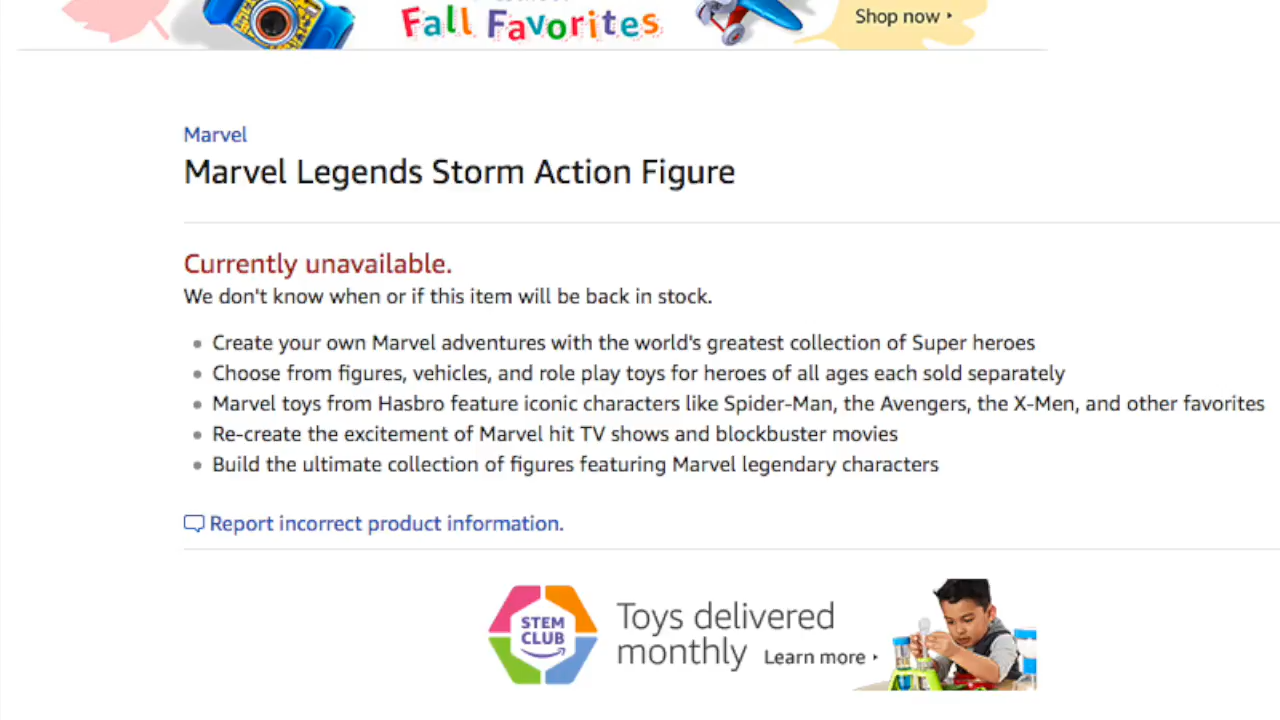 Fall Favorites
Shop now ▸
Marvel
Marvel Legends Storm Action Figure
Currently unavailable.
We don't know when or if this item will be back in stock.
Create your own Marvel adventures with the world's greatest collection of Super heroes
Choose from figures, vehicles, and role play toys for heroes of all ages each sold separately
Marvel toys from Hasbro feature iconic characters like Spider-Man, the Avengers, the X-Men, and other favorites
Re-create the excitement of Marvel hit TV shows and blockbuster movies
Build the ultimate collection of figures featuring Marvel legendary characters
Report incorrect product information.
STEM
CLUB
Toys delivered
monthly Learn more ▸